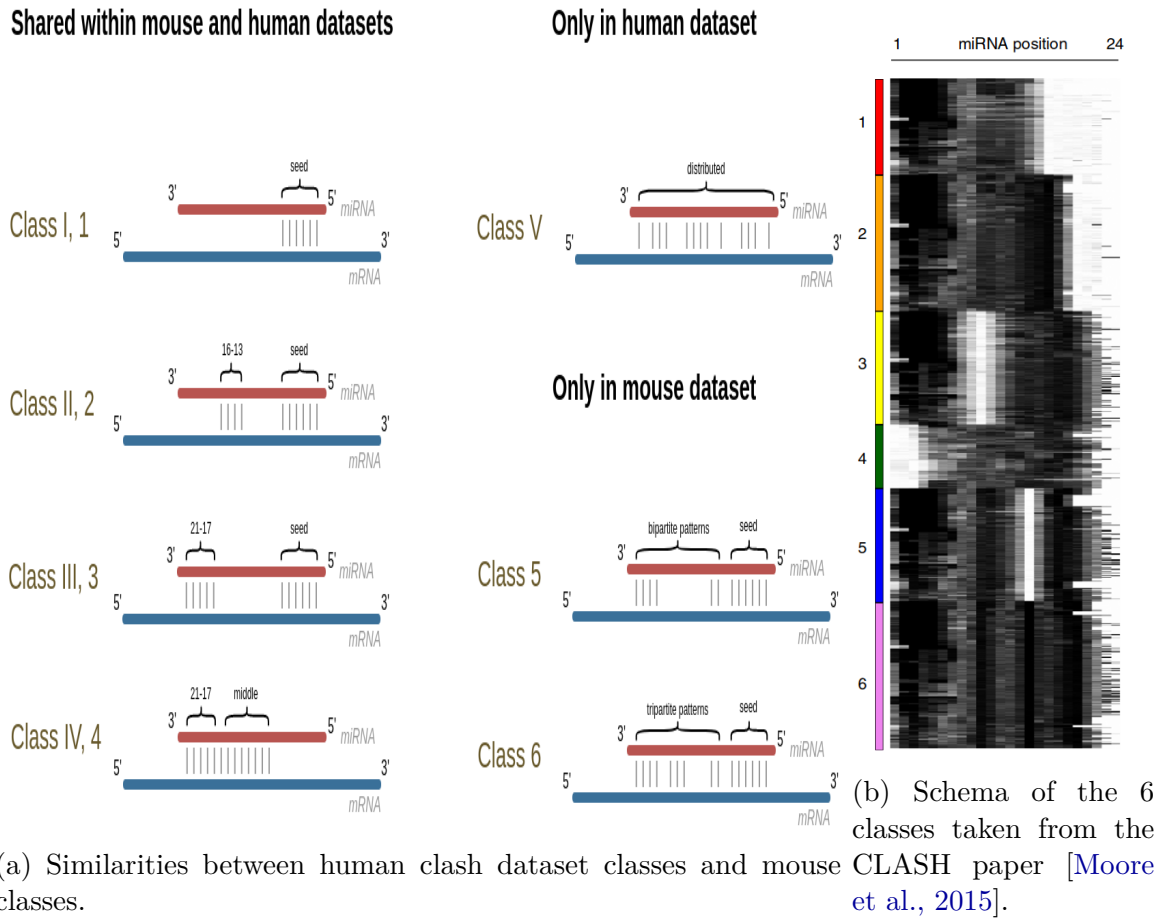 Shared within mouse and human datasets
Class I, 1
seed
3'
5'
miRNA
5'
3'
mRNA
Class II, 2
16-13
seed
3'
5'
miRNA
5'
3'
mRNA
Class III, 3
21-17
seed
3'
5'
miRNA
5'
3'
mRNA
Class IV, 4
21-17
middle
3'
5'
miRNA
5'
3'
mRNA
Only in human dataset
Class V
distributed
3'
5'
miRNA
5'
3'
mRNA
Only in mouse dataset
Class 5
bipartite patterns
seed
3'
5'
miRNA
5'
3'
mRNA
Class 6
tripartite patterns
seed
3'
5'
miRNA
5'
3'
mRNA
(a) Similarities between human clash dataset classes and mouse
classes.
1 miRNA position 24
1
2
3
4
5
6
(b) Schema of the 6
classes taken from the
CLASH paper [Moore
et al., 2015].